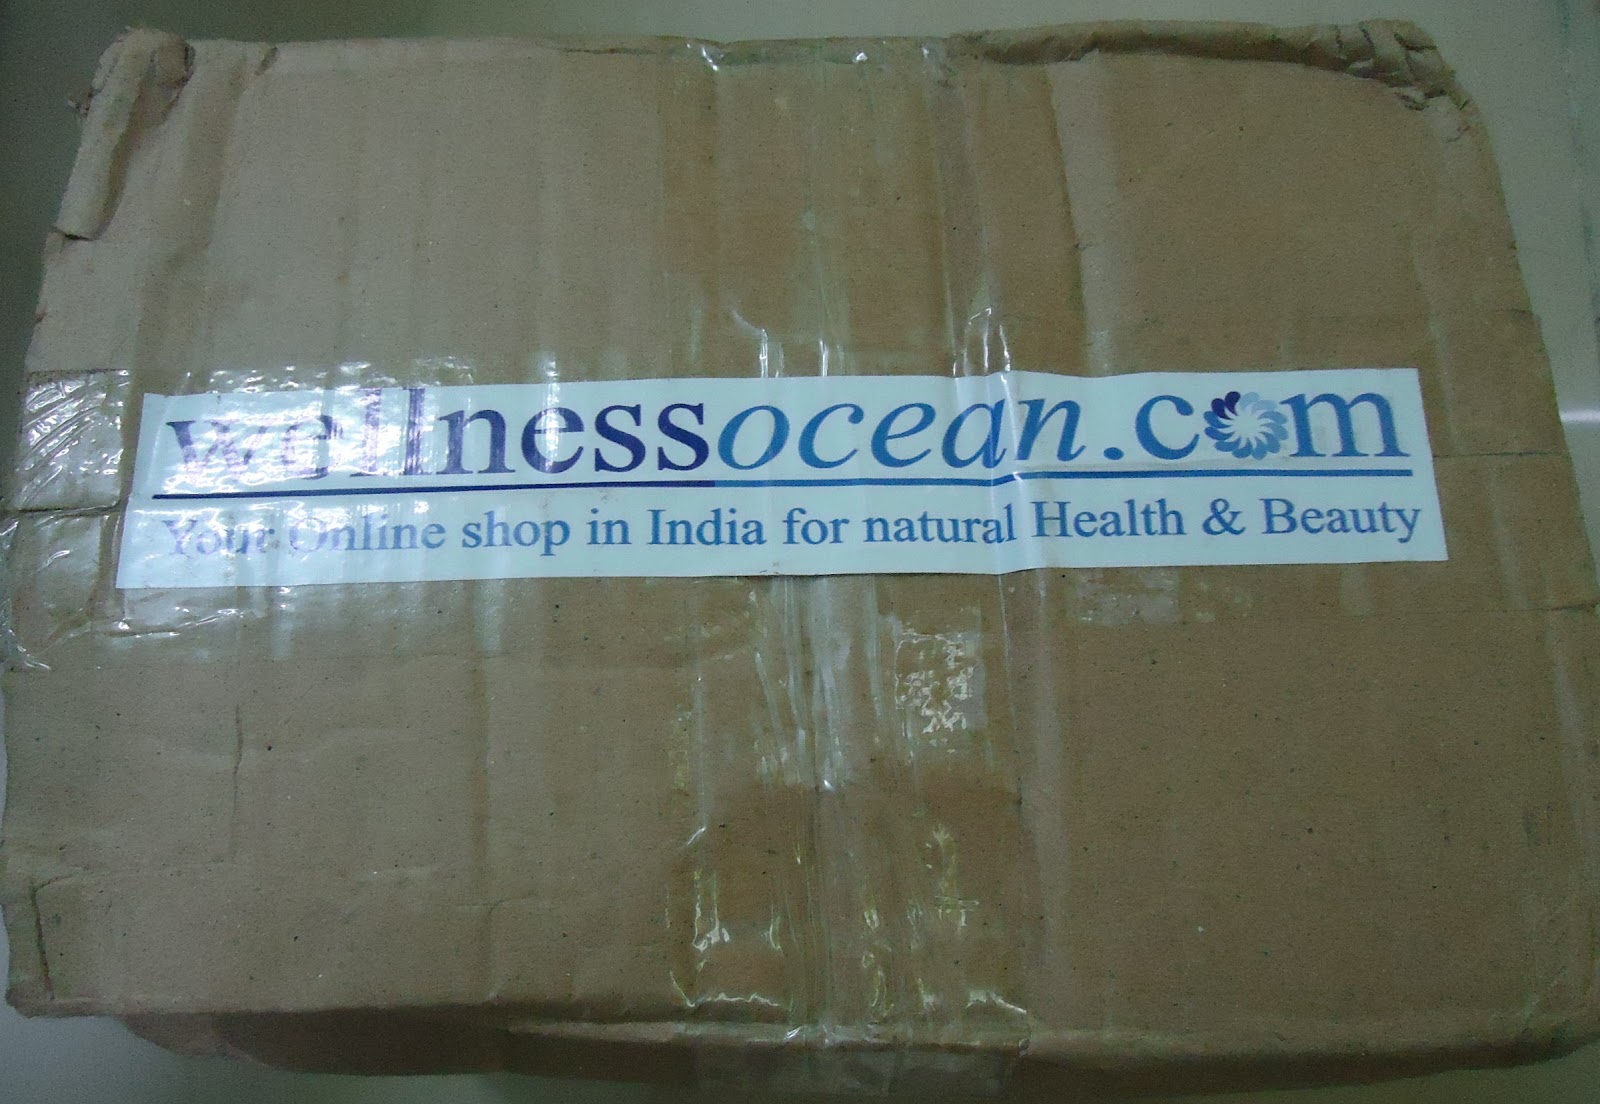 wellnessocean.com
Your Online shop in India for natural Health & Beauty